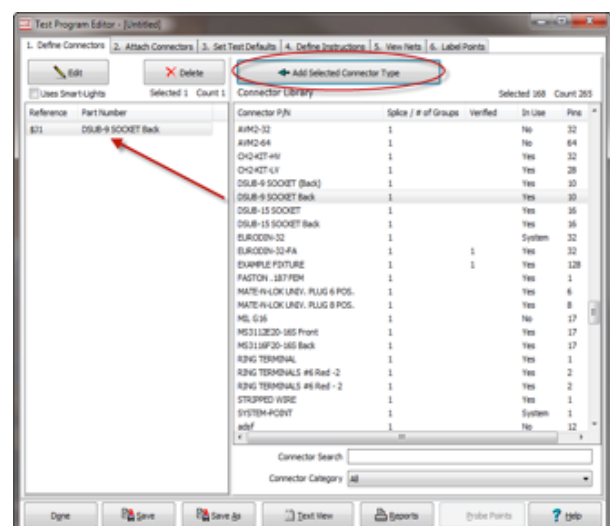 Test Program Editor - [Untitled]
1. Define Connectors 2. Attach Connectors 3. Set Test Defaults 4. Define Instructions 5. View Nets 6. Label Points
Edit Delete Add Selected Connector Type
Uses Smart-Lights Selected 1 Count 1 Connector Library Selected 168 Count 265
Reference Part Number Connector P/N Splice / # of Groups Verified In Use Pins
$J1 DSUB-9 SOCKET Back
AVM2-32 1 No 32
AVM2-64 1 No 64
CH2-KIT-HV 1 Yes 32
CH2-KIT-LV 1 Yes 28
DSUB-9 SOCKET (Back) 1 Yes 10
DSUB-9 SOCKET Back 1 Yes 10
DSUB-15 SOCKET 1 Yes 16
DSUB-15 SOCKET Back 1 Yes 16
EURODIN-32 1 System 32
EURODIN-32-FA 1 1 Yes 32
EXAMPLE FIXTURE 1 1 Yes 128
FASTON .187 FEM 1 Yes 1
MATE-N-LOK UNIV. PLUG 6 POS. 1 Yes 6
MATE-N-LOK UNIV. PLUG 8 POS. 1 Yes 8
MIL G16 1 No 17
MS3112E20-16S Front 1 Yes 17
MS3116F20-16S Back 1 Yes 17
RING TERMINAL 1 Yes 1
RING TERMINALS #6 Red -2 1 Yes 2
RING TERMINALS #6 Red - 2 1 Yes 2
STRIPPED WIRE 1 Yes 1
SYSTEM-POINT 1 System 1
adsf 1 No 12
Connector Search
Connector Category All
Done Save Save As Text View Reports Probe Points Help